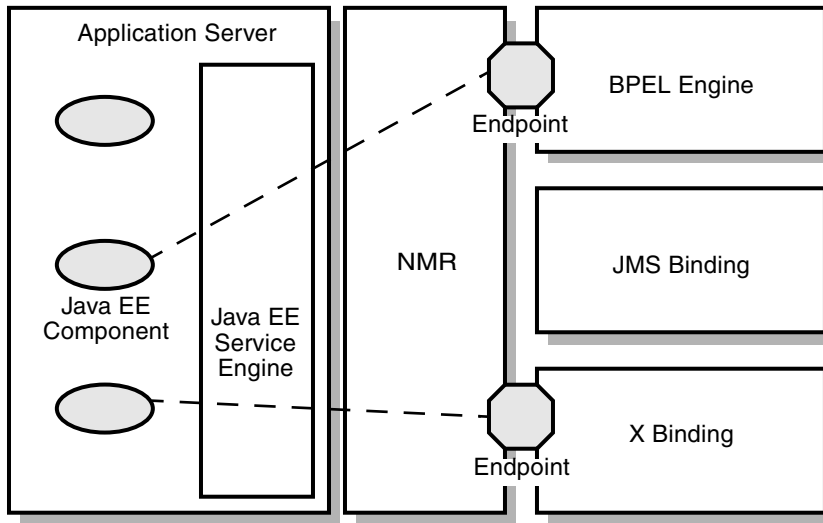 Application Server
BPEL Engine
Endpoint
NMR
JMS Binding
Java EE
Component
Java EE
Service
Engine
X Binding
Endpoint